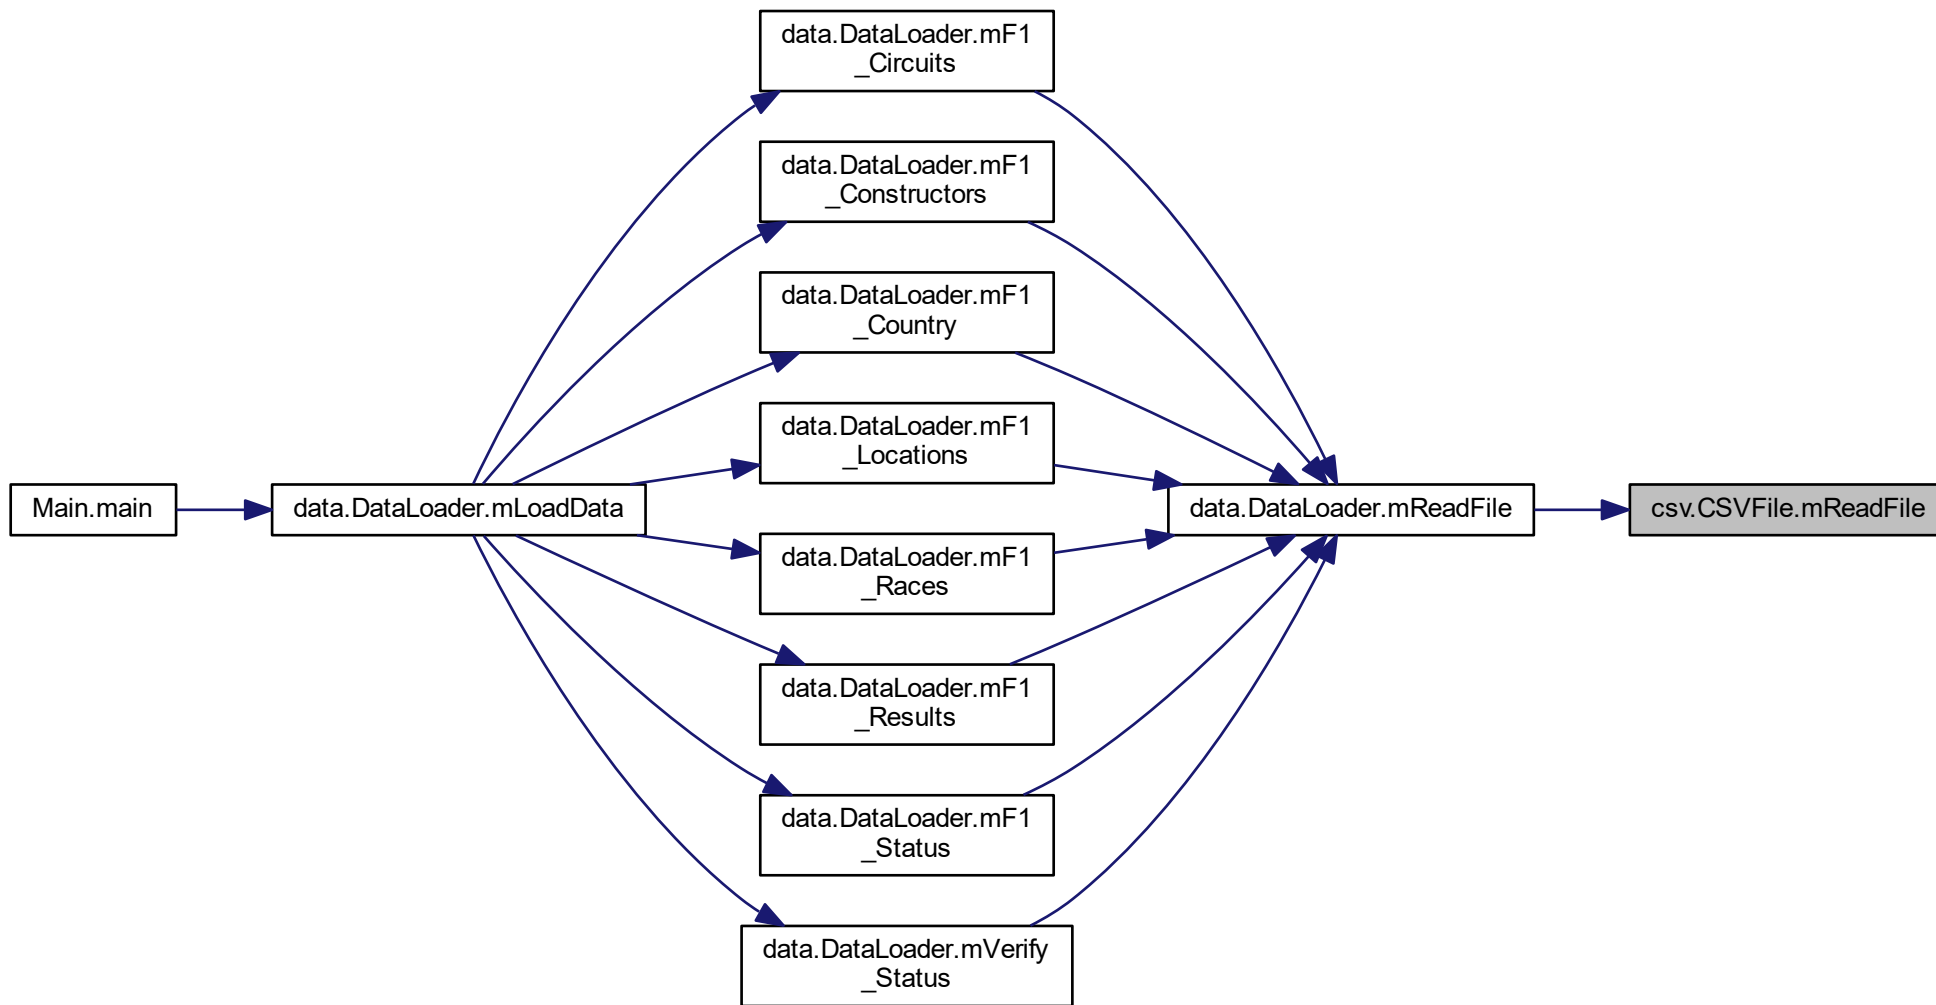 data.DataLoader.mF1
_Circuits
data.DataLoader.mF1
_Constructors
data.DataLoader.mF1
_Country
data.DataLoader.mF1
_Locations
Main.main
data.DataLoader.mLoadData
data.DataLoader.mReadFile
csv.CSVFile.mReadFile
data.DataLoader.mF1
_Races
data.DataLoader.mF1
_Results
data.DataLoader.mF1
_Status
data.DataLoader.mVerify
_Status